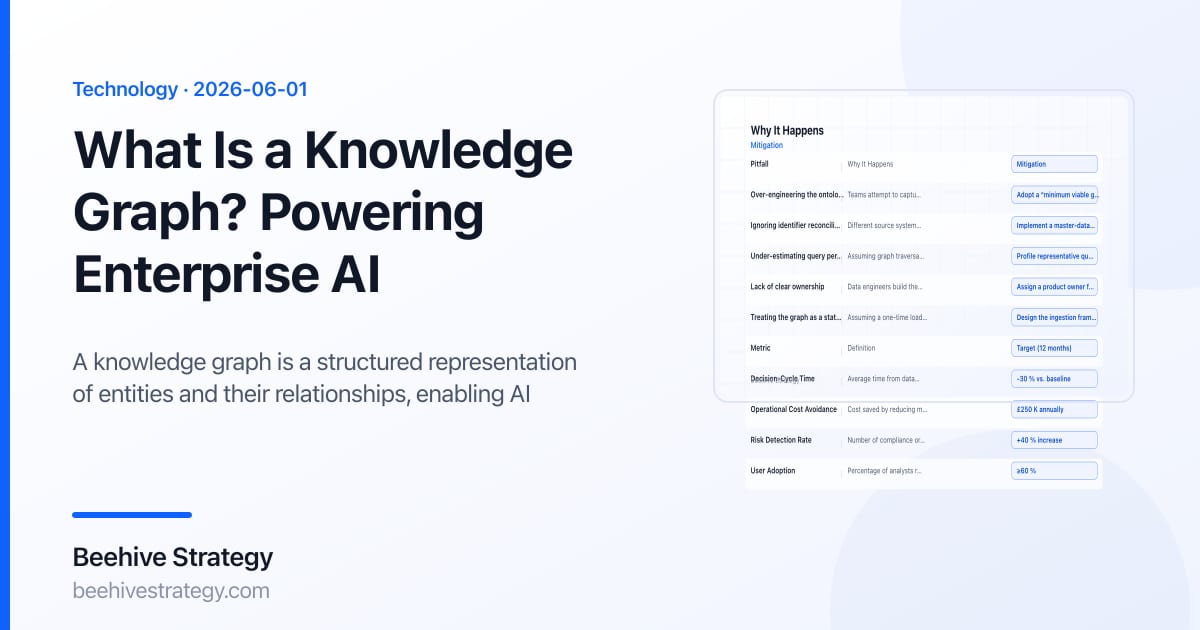 Technology · 2026-06-01
What Is a Knowledge
Graph? Powering
Enterprise AI
A knowledge graph is a structured representation
of entities and their relationships, enabling AI
Beehive Strategy
beehivestrategy.com
Why It Happens
Mitigation
Pitfall Why It Happens Mitigation
Over-engineering the ontolo... Teams attempt to captu... Adopt a "minimum viable g...
Ignoring identifier reconcili... Different source system... Implement a master-data...
Under-estimating query per... Assuming graph traversa... Profile representative qu...
Lack of clear ownership Data engineers build the... Assign a product owner f...
Treating the graph as a stat... Assuming a one-time load... Design the ingestion fram...
Metric Definition Target (12 months)
Decision-Cycle Time Average time from data... -30 % vs. baseline
Operational Cost Avoidance Cost saved by reducing m... £250 K annually
Risk Detection Rate Number of compliance or... +40 % increase
User Adoption Percentage of analysts r... ≥60 %